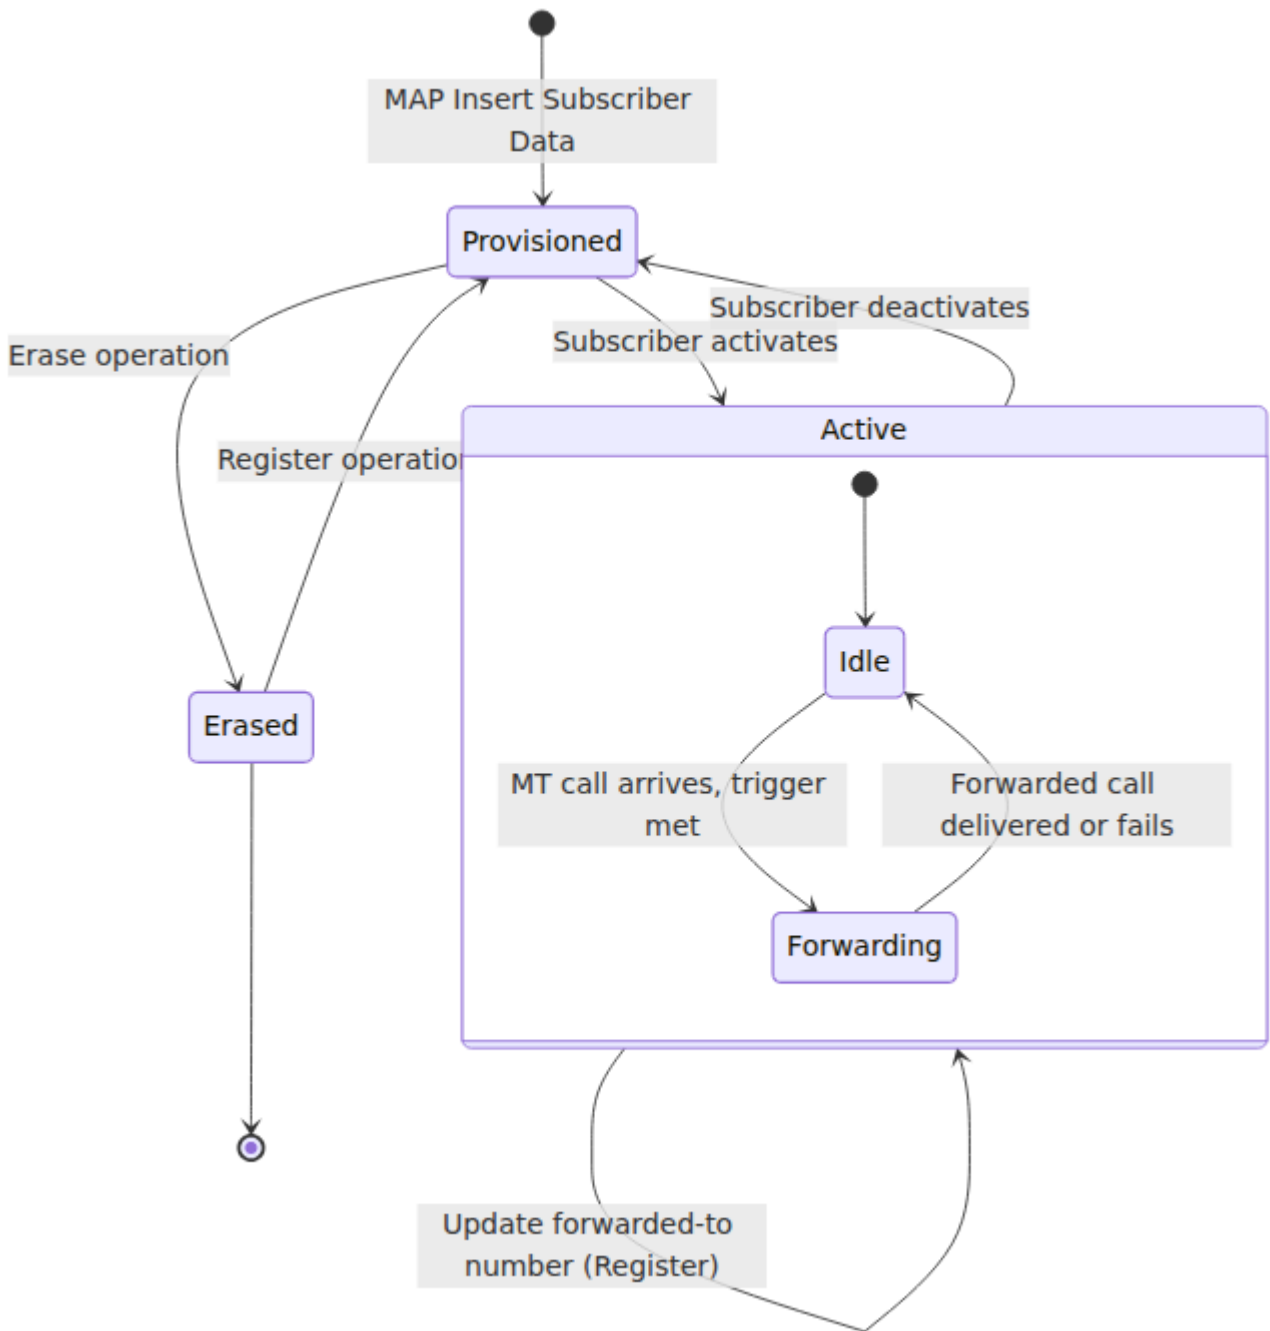 MAP Insert Subscriber
Data
Provisioned
Subscriber deactivates
Subscriber activates
Erase operation
Register operation
Active
Idle
Erased
MT call arrives, trigger
met
Forwarded call
delivered or fails
Forwarding
Update forwarded-to
number (Register)